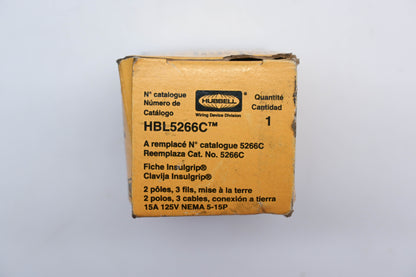 N° catalogue
Número de
Catálogo
HUBBELL
Wiring Device Division
Quantité
Cantidad
1
HBL5266C™
A remplacé N° catalogue 5266C
Reemplaza Cat. No. 5266C
Fiche Insulgrip®
Clavija Insulgrip®
2 pôles, 3 fils, mise à la terre
2 polos, 3 cables, conexión a tierra
15A 125V NEMA 5-15P